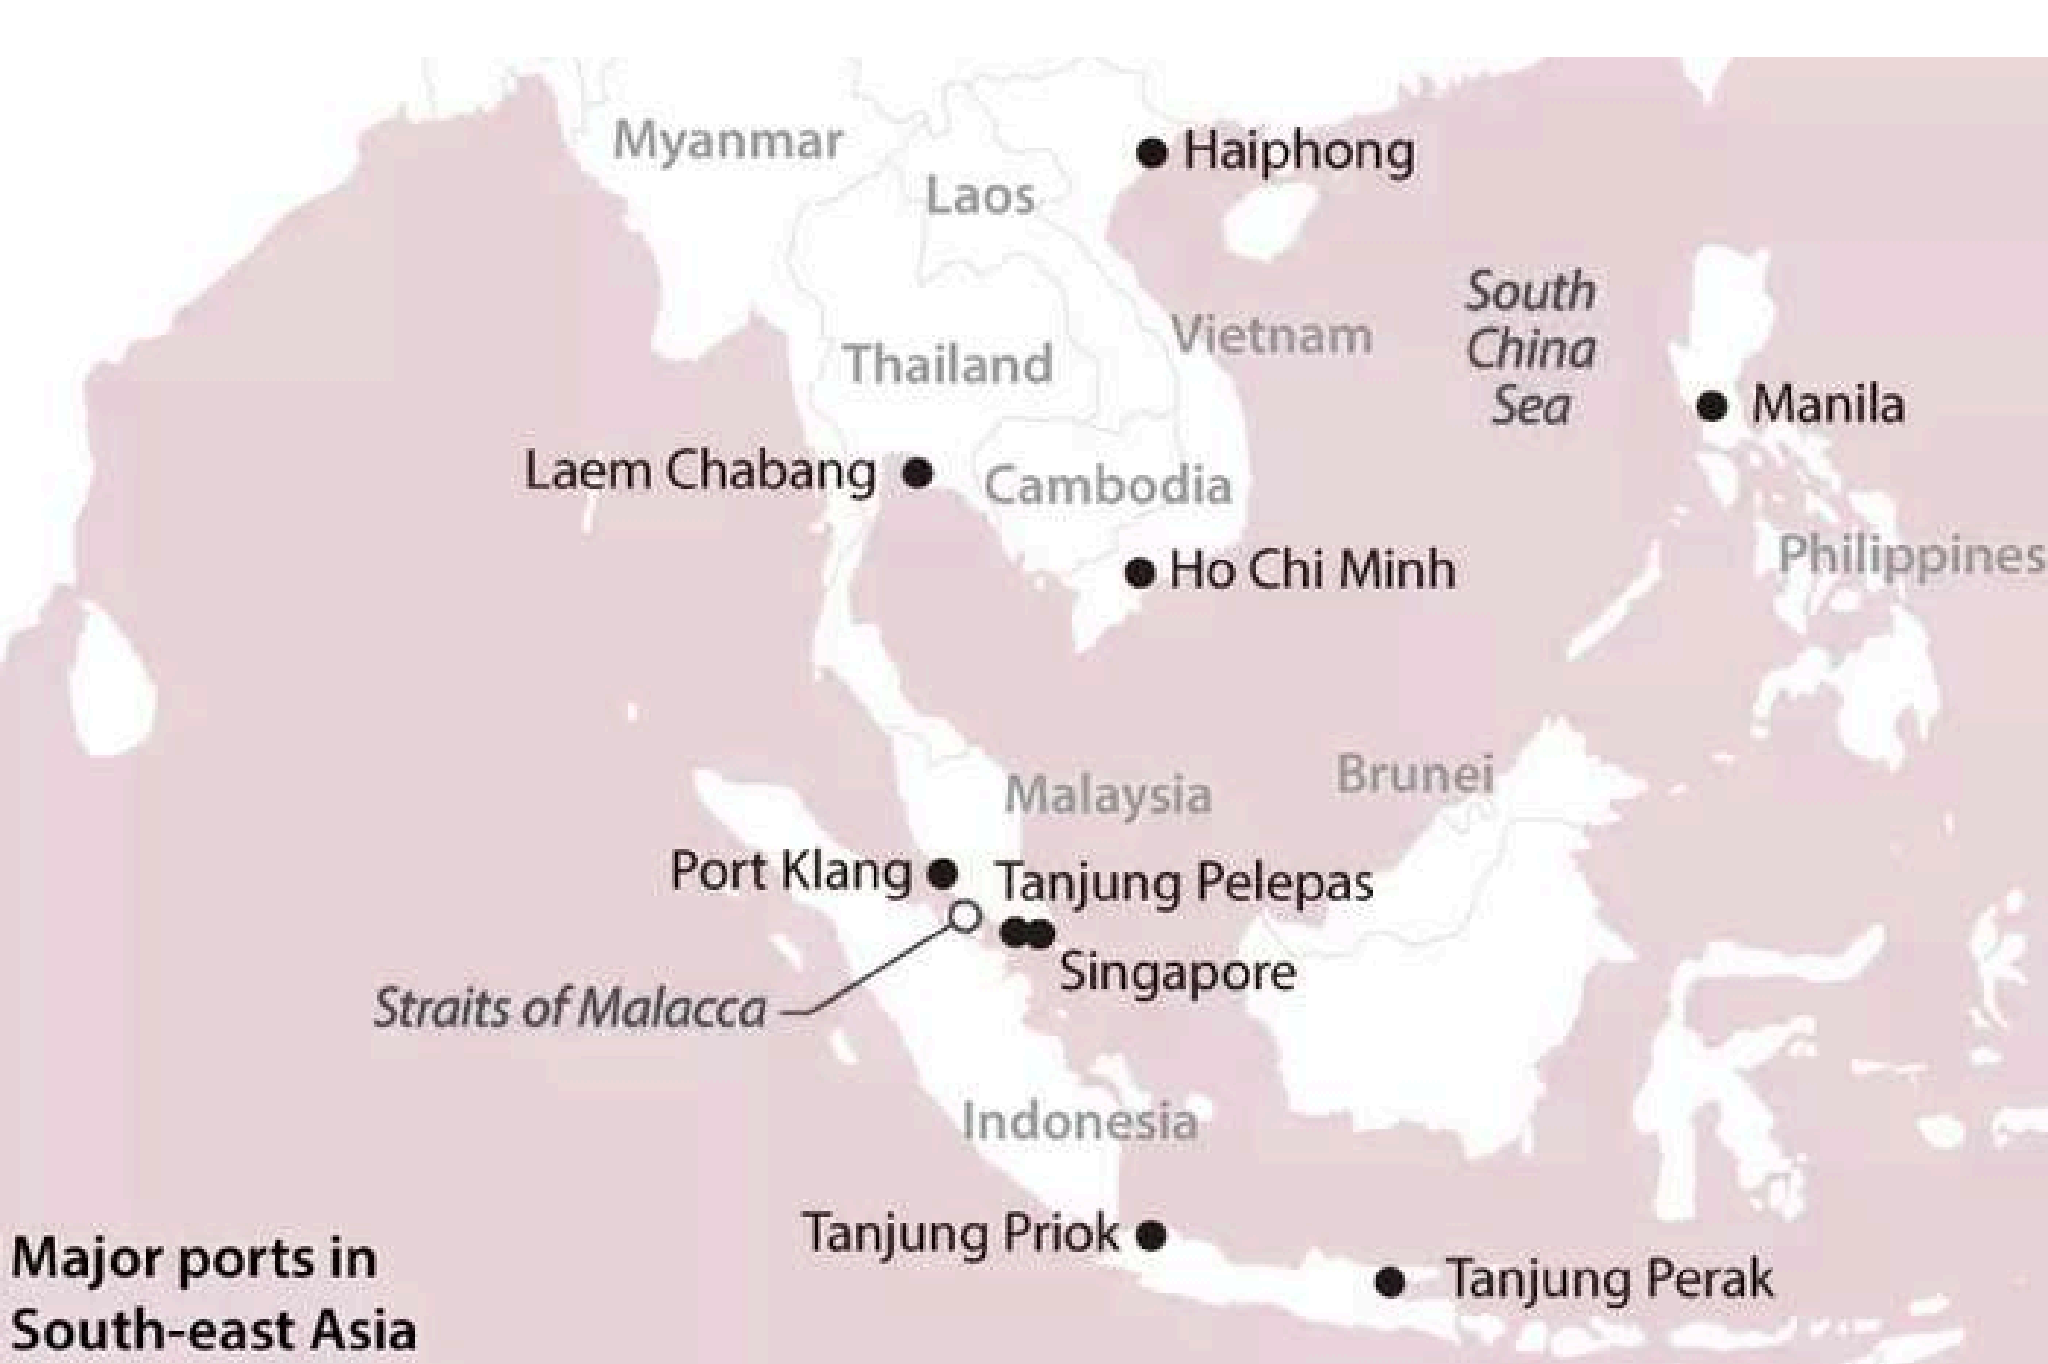 Myanmar
Haiphong
Laos
South
China
Sea
Vietnam
Thailand
Manila
Laem Chabang
Cambodia
Philippines
Ho Chi Minh
Brunei
Malaysia
Port Klang
Tanjung Pelepas
Singapore
Straits of Malacca
Indonesia
Tanjung Priok
Tanjung Perak
Major ports in
South-east Asia